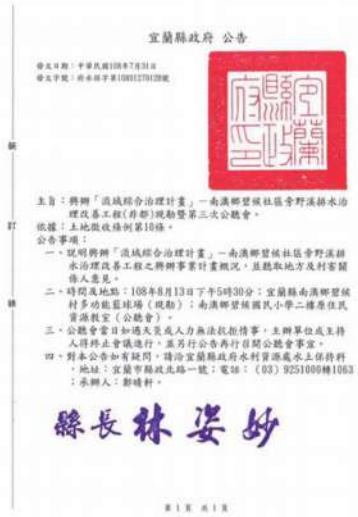 宜蘭縣政府 公告
發文日期：中華民國108年7月31日
發文字號：府水排字第1080127012B號
宜蘭縣政府印
主旨：興辦「流域綜合治理計畫」－南澳鄉碧候社區旁野溪排水治
理改善工程(非都)現勘暨第三次公聽會。
依據：土地徵收條例第10條。
公告事項：
一、說明興辦「流域綜合治理計畫」－南澳鄉碧候社區旁野溪排
水治理改善工程之興辦事業計畫概況，並聽取地方及利害關
係人意見。
二、時間及地點：108年8月13日下午5時30分；宜蘭縣南澳鄉碧候
村多功能籃球場（現勘）；南澳鄉碧候國民小學二樓原住民
資源教室（公聽會）。
三、公聽會當日如遇天災或人力無法抗拒情事，主辦單位或主持
人得終止會議進行，並另行公告再行召開公聽會事宜。
四、對本公告如有疑問，請洽宜蘭縣政府水利資源處水土保持科
，地址：宜蘭市縣政北路一號；電話：（03）9251000轉1063
；承辦人：鄒晴軒。
縣長林姿妙
第1頁 共1頁
裝
訂
線